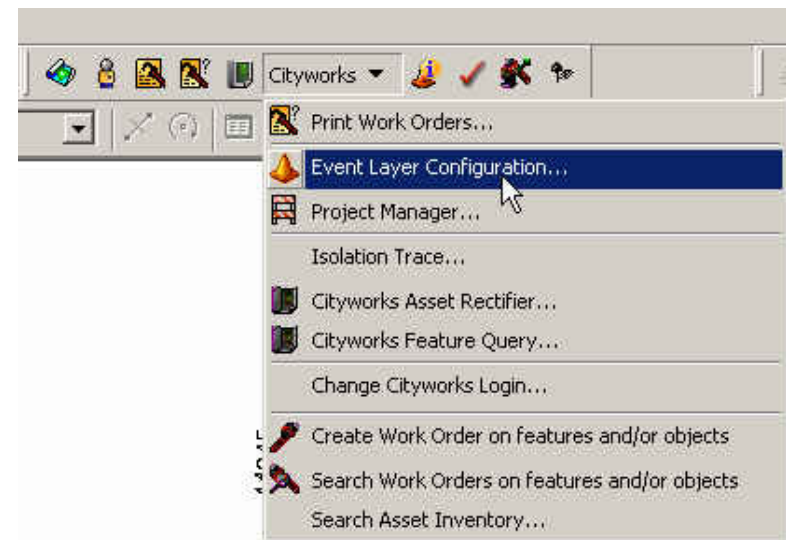 Cityworks
Print Work Orders...
Event Layer Configuration...
Project Manager...
Isolation Trace...
Cityworks Asset Rectifier...
Cityworks Feature Query...
Change Cityworks Login...
Create Work Order on features and/or objects
Search Work Orders on features and/or objects
Search Asset Inventory...